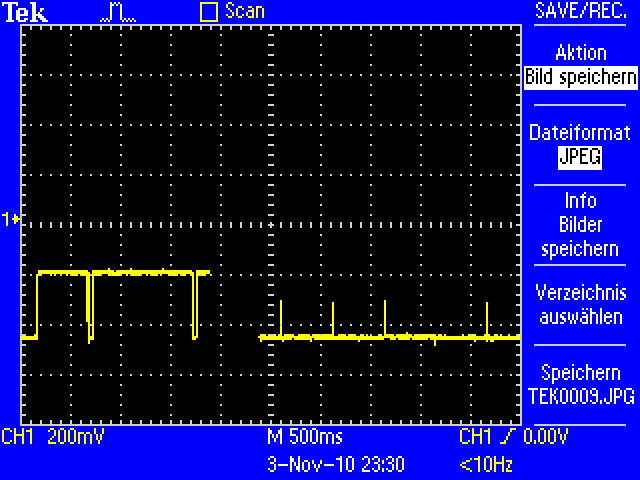 Tek
Scan
SAVE/REC.
Aktion
Bild speichern
Dateiformat
JPEG
Info
Bilder
speichern
1
Verzeichnis
auswählen
Speichern
TEK0009.JPG
CH1 200mV
M 500ms
CH1 0.00V
3-Nov-10 23:30
<10Hz